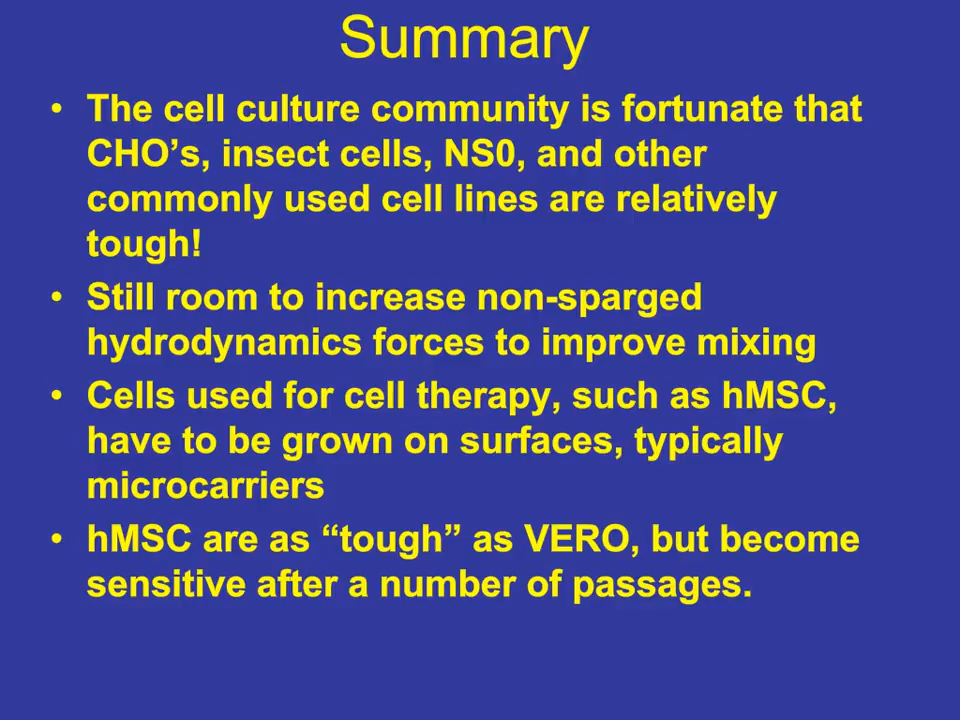 Summary
• The cell culture community is fortunate that
CHO’s, insect cells, NS0, and other
commonly used cell lines are relatively
tough!
• Still room to increase non-sparged
hydrodynamics forces to improve mixing
• Cells used for cell therapy, such as hMSC,
have to be grown on surfaces, typically
microcarriers
• hMSC are as “tough” as VERO, but become
sensitive after a number of passages.